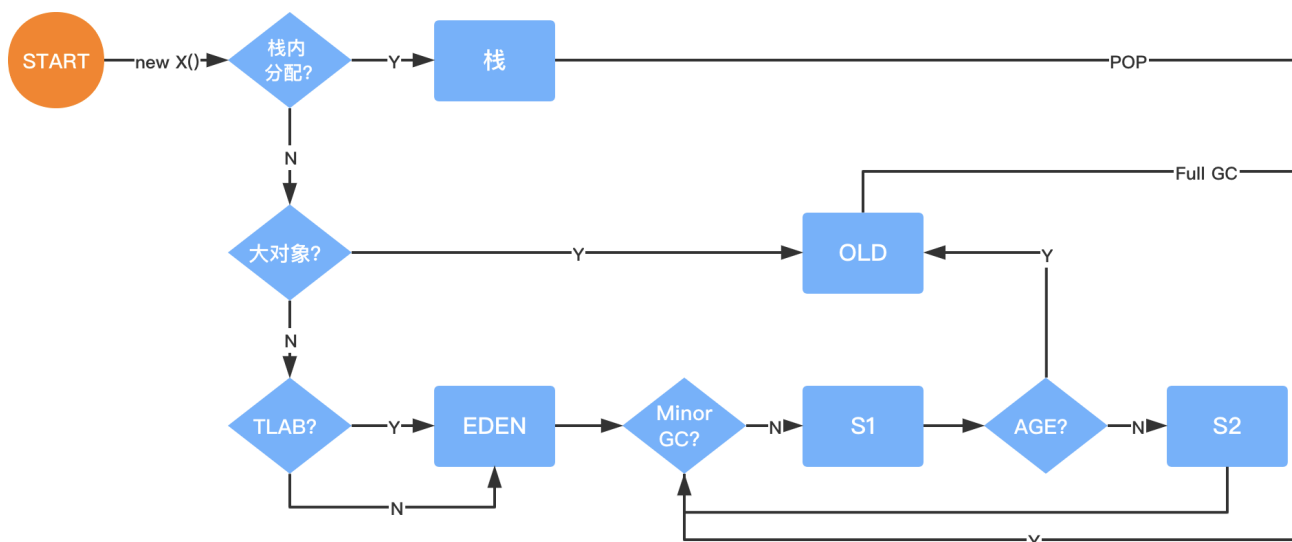 START
new X()
栈内
分配?
Y
栈
POP
N
Full GC
大对象?
Y
OLD
Y
N
TLAB?
Y
EDEN
Minor
GC?
N
S1
AGE?
N
S2
N